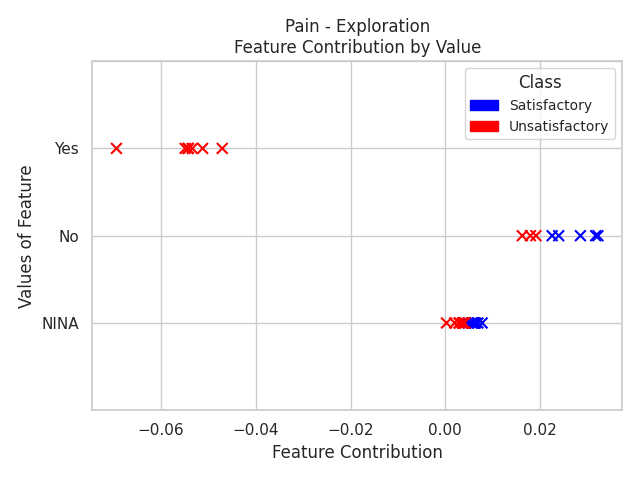 Pain - Exploration
Feature Contribution by Value
Class
Satisfactory
Unsatisfactory
Values of Feature
Yes
No
NINA
−0.06
−0.04
−0.02
0.00
0.02
Feature Contribution